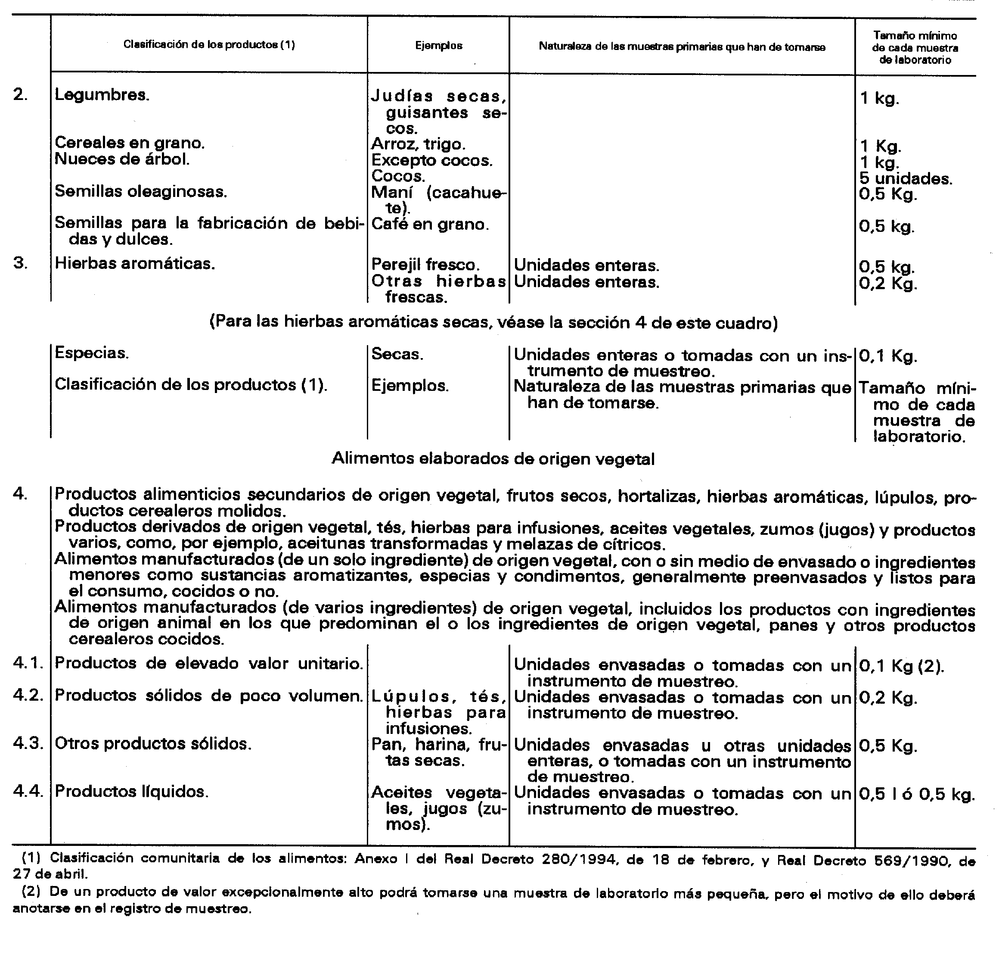 Clasificación de los productos (1) Ejemplos Naturaleza de las muestras primarias que han de tomarse Tamaño mínimo
de cada muestra
de laboratorio
2. Legumbres. Judías secas, 1 kg.
guisantes se-
cos.
Cereales en grano. Arroz, trigo. 1 Kg.
Nueces de árbol. Excepto cocos. 1 kg.
Cocos. 5 unidades.
Semillas oleaginosas. Maní (cacahue- 0,5 Kg.
te).
Semillas para la fabricación de bebi- Café en grano. 0,5 kg.
das y dulces.
3. Hierbas aromáticas. Perejil fresco. Unidades enteras. 0,5 kg.
Otras hierbas Unidades enteras. 0,2 Kg.
frescas.
(Para las hierbas aromáticas secas, véase la sección 4 de este cuadro)
Especias. Secas. Unidades enteras o tomadas con un ins- 0,1 Kg.
trumento de muestreo.
Clasificación de los productos (1). Ejemplos. Naturaleza de las muestras primarias que Tamaño míni-
han de tomarse. mo de cada
muestra de
laboratorio.
Alimentos elaborados de origen vegetal
4. Productos alimenticios secundarios de origen vegetal, frutos secos, hortalizas, hierbas aromáticas, lúpulos, pro-
ductos cerealeros molidos.
Productos derivados de origen vegetal, tés, hierbas para infusiones, aceites vegetales, zumos (jugos) y productos
varios, como, por ejemplo, aceitunas transformadas y melazas de cítricos.
Alimentos manufacturados (de un solo ingrediente) de origen vegetal, con o sin medio de envasado o ingredientes
menores como sustancias aromatizantes, especias y condimentos, generalmente preenvasados y listos para
el consumo, cocidos o no.
Alimentos manufacturados (de varios ingredientes) de origen vegetal, incluidos los productos con ingredientes
de origen animal en los que predominan el o los ingredientes de origen vegetal, panes y otros productos
cerealeros cocidos.
4.1. Productos de elevado valor unitario. Unidades envasadas o tomadas con un 0,1 Kg (2).
instrumento de muestreo.
4.2. Productos sólidos de poco volumen. Lúpulos, tés, Unidades envasadas o tomadas con un 0,2 Kg.
hierbas para instrumento de muestreo.
infusiones.
4.3. Otros productos sólidos. Pan, harina, fru- Unidades envasadas u otras unidades 0,5 Kg.
tas secas. enteras, o tomadas con un instrumento
de muestreo.
4.4. Productos líquidos. Aceites vegeta- Unidades envasadas o tomadas con un 0,5 l ó 0,5 kg.
les, jugos (zu- instrumento de muestreo.
mos).
(1) Clasificación comunitaria de los alimentos: Anexo I del Real Decreto 280/1994, de 18 de febrero, y Real Decreto 569/1990, de
27 de abril.
(2) De un producto de valor excepcionalmente alto podrá tomarse una muestra de laboratorio más pequeña, pero el motivo de ello deberá
anotarse en el registro de muestreo.